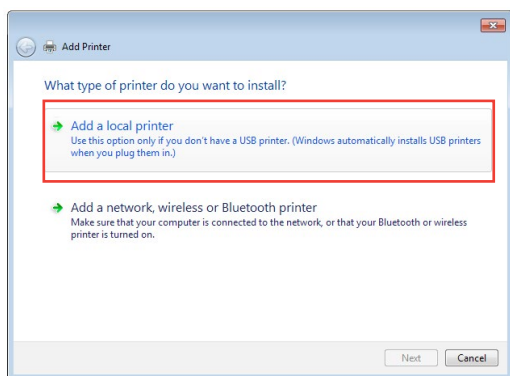 Add Printer
What type of printer do you want to install?
Add a local printer
Use this option only if you don't have a USB printer. (Windows automatically installs USB printers
when you plug them in.)
Add a network, wireless or Bluetooth printer
Make sure that your computer is connected to the network, or that your Bluetooth or wireless
printer is turned on.
Next
Cancel